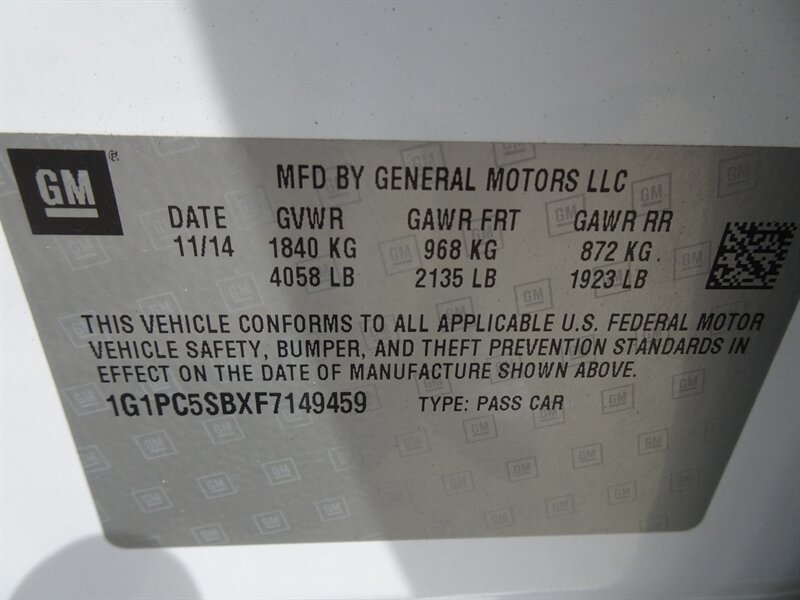 GM ®
MFD BY GENERAL MOTORS LLC
DATE GVWR GAWR FRT GAWR RR
11/14 1840 KG 968 KG 872 KG
4058 LB 2135 LB 1923 LB
THIS VEHICLE CONFORMS TO ALL APPLICABLE U.S. FEDERAL MOTOR
VEHICLE SAFETY, BUMPER, AND THEFT PREVENTION STANDARDS IN
EFFECT ON THE DATE OF MANUFACTURE SHOWN ABOVE.
1G1PC5SBXF7149459 TYPE: PASS CAR